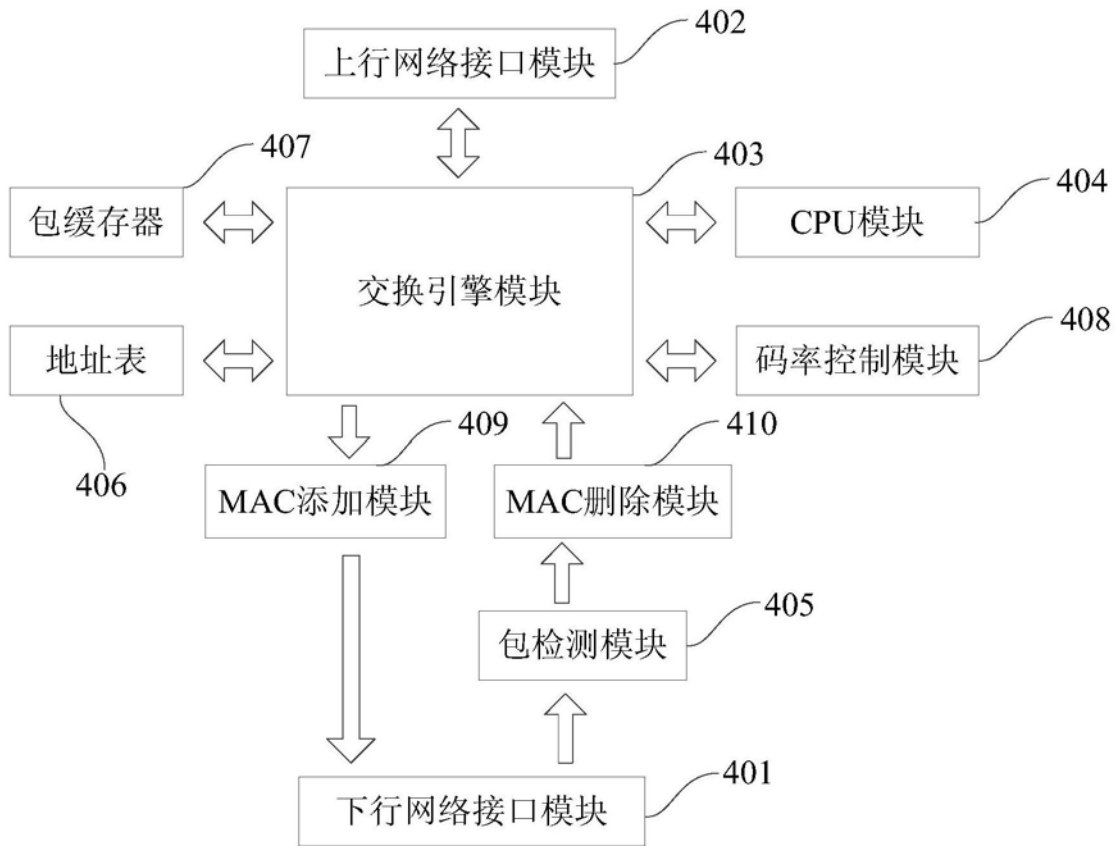 402
上行网络接口模块
407
403
404
包缓存器
CPU模块
交换引擎模块
408
地址表
码率控制模块
409
410
406
MAC添加模块
MAC删除模块
405
包检测模块
401
下行网络接口模块